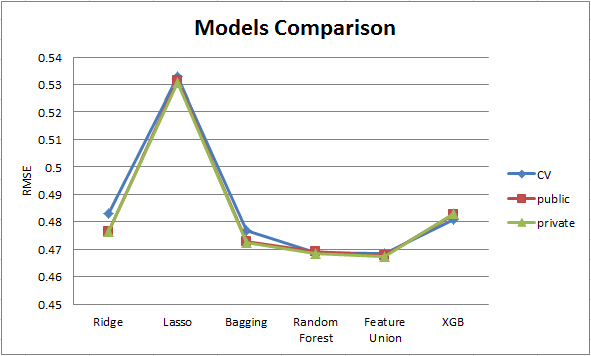 Models Comparison
0.54
0.53
0.52
0.51
0.5
0.49
0.48
0.47
0.46
0.45
RMSE
Ridge
Lasso
Bagging
Random
Forest
Feature
Union
XGB
CV
public
private